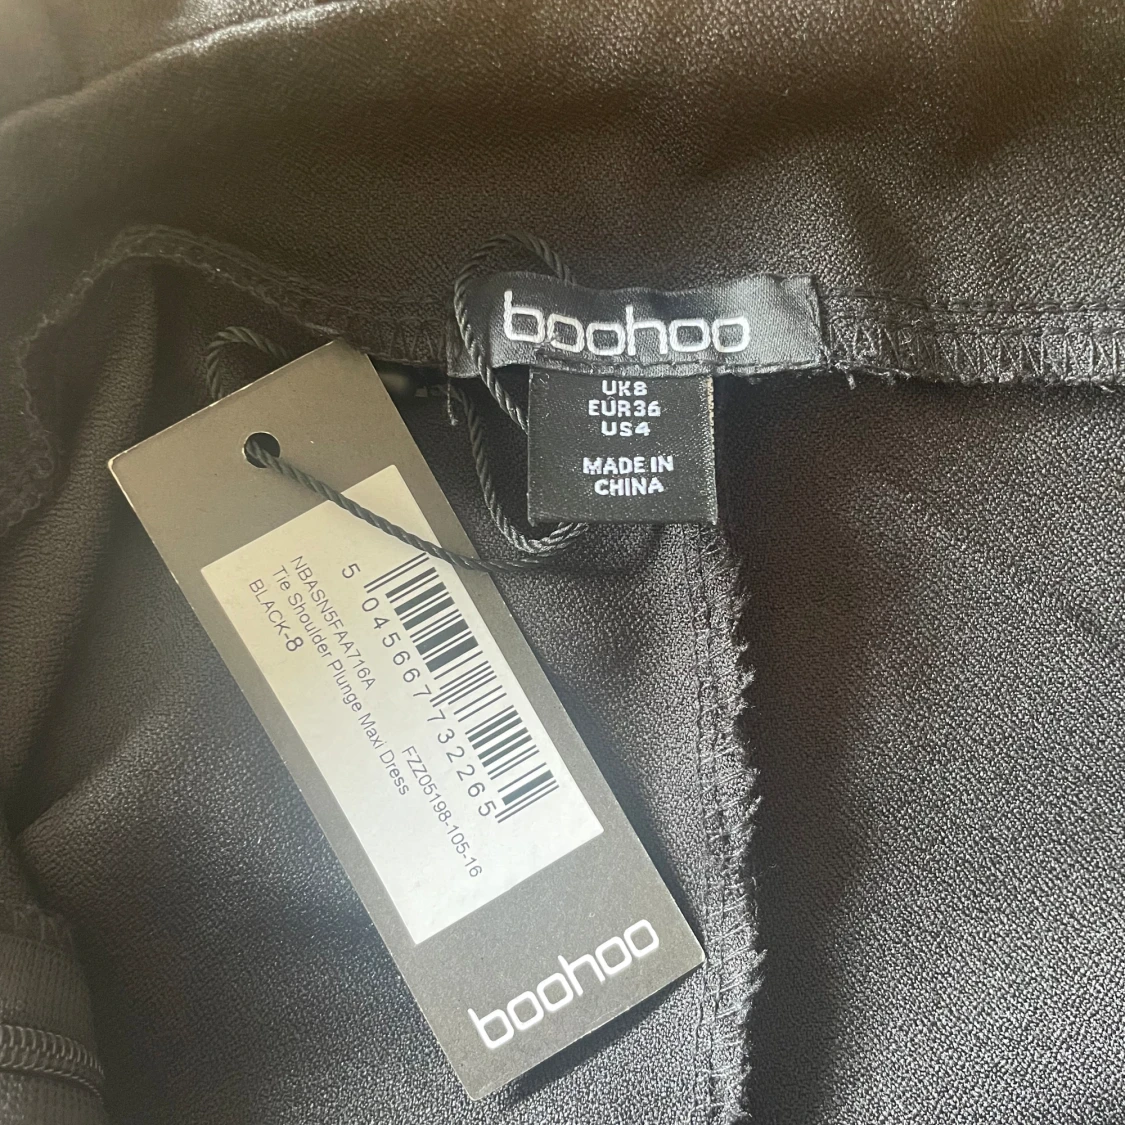 boohoo
UK8
EUR36
US4
MADE IN
CHINA
5 045667 732265
FZZ05198-105-16
NBASN5FAA716A
Tie Shoulder Plunge Maxi Dress
BLACK-8
boohoo